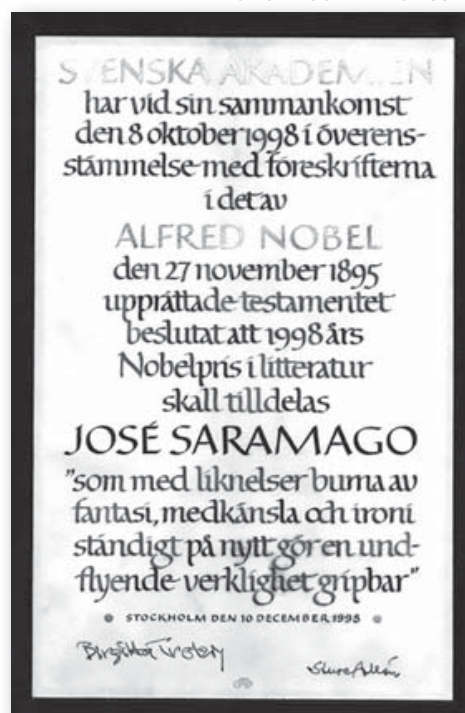 SVENSKA AKADEMIEN
har vid sin sammankomst
den 8 oktober 1998 i överens-
stämmelse med föreskrifterna
i det av
ALFRED NOBEL
den 27 november 1895
upprättade testamentet
beslutat att 1998 års
Nobelpris i litteratur
skall tilldelas
JOSÉ SARAMAGO
"som med liknelser burna av
fantasi, medkänsla och ironi
ständigt på nytt gör en und-
flyende verklighet gripbar"
STOCKHOLM DEN 10 DECEMBER 1998
Sture Allén